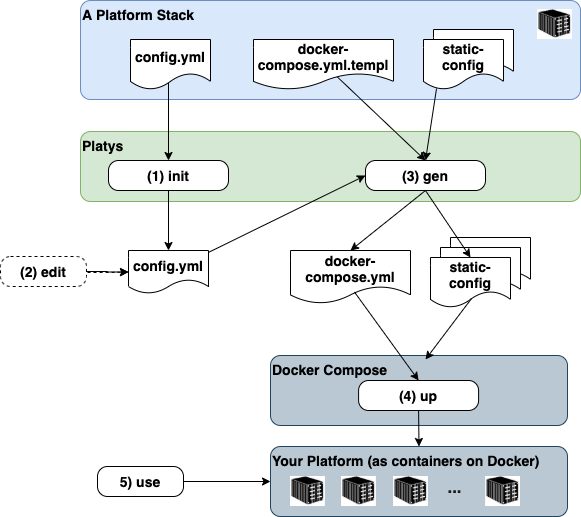 A Platform Stack
config.yml
docker-
compose.yml.templ
static-
config
Platys
(1) init
(3) gen
(2) edit
config.yml
docker-
compose.yml
static-
config
Docker Compose
(4) up
Your Platform (as containers on Docker)
...
5) use